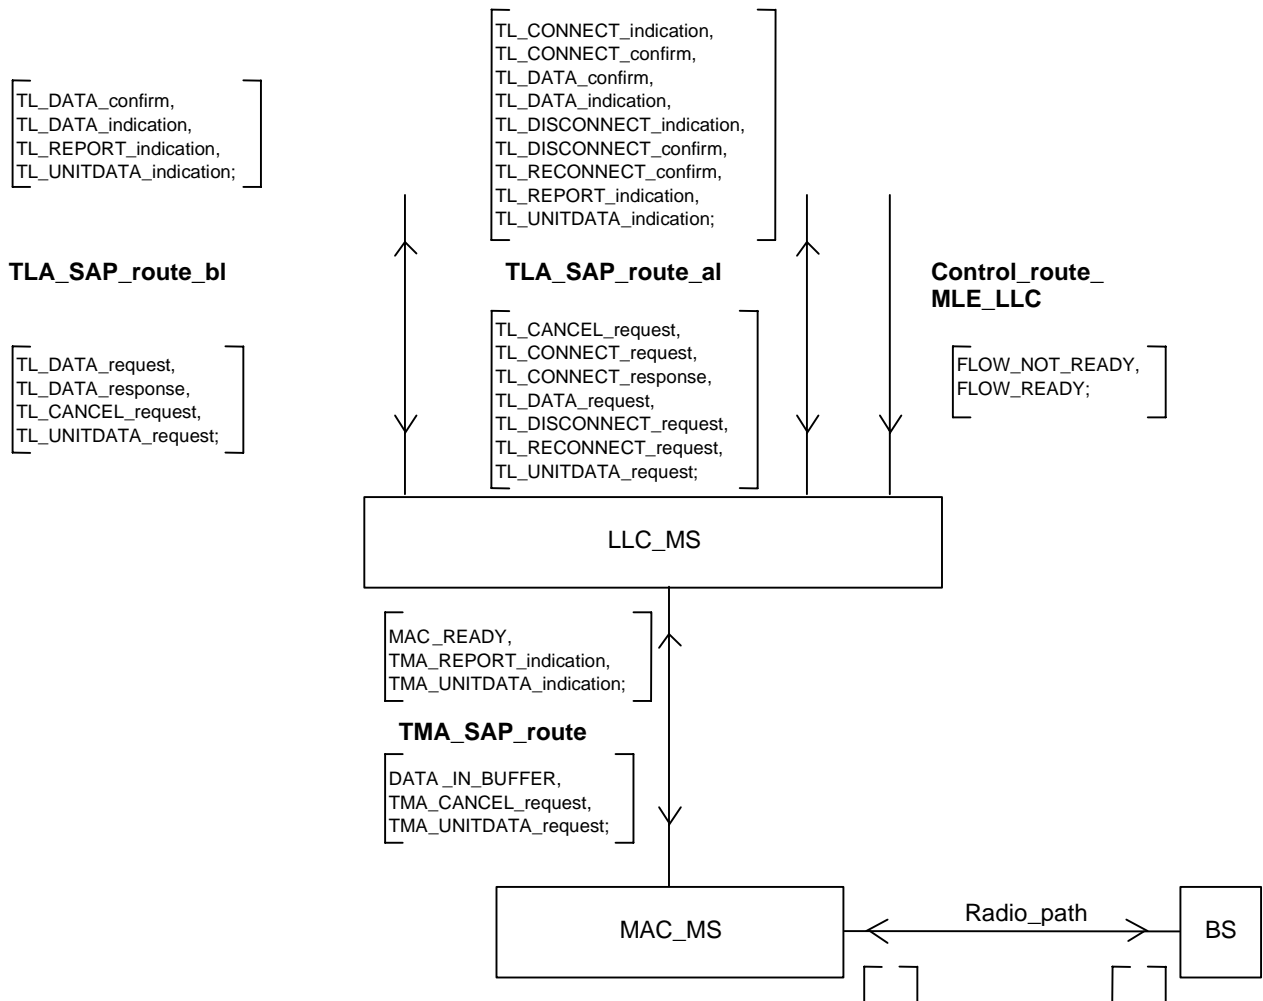 TL_CONNECT_indication,
TL_CONNECT_confirm,
TL_DATA_confirm,
TL_DATA_indication,
TL_DISCONNECT_indication,
TL_DISCONNECT_confirm,
TL_RECONNECT_confirm,
TL_REPORT_indication,
TL_UNITDATA_indication;
TL_DATA_confirm,
TL_DATA_indication,
TL_REPORT_indication,
TL_UNITDATA_indication;
TLA_SAP_route_bl
TLA_SAP_route_al
Control_route_
MLE_LLC
TL_DATA_request,
TL_DATA_response,
TL_CANCEL_request,
TL_UNITDATA_request;
TL_CANCEL_request,
TL_CONNECT_request,
TL_CONNECT_response,
TL_DATA_request,
TL_DISCONNECT_request,
TL_RECONNECT_request,
TL_UNITDATA_request;
FLOW_NOT_READY,
FLOW_READY;
LLC_MS
MAC_READY,
TMA_REPORT_indication,
TMA_UNITDATA_indication;
TMA_SAP_route
DATA _IN_BUFFER,
TMA_CANCEL_request,
TMA_UNITDATA_request;
MAC_MS
Radio_path
BS